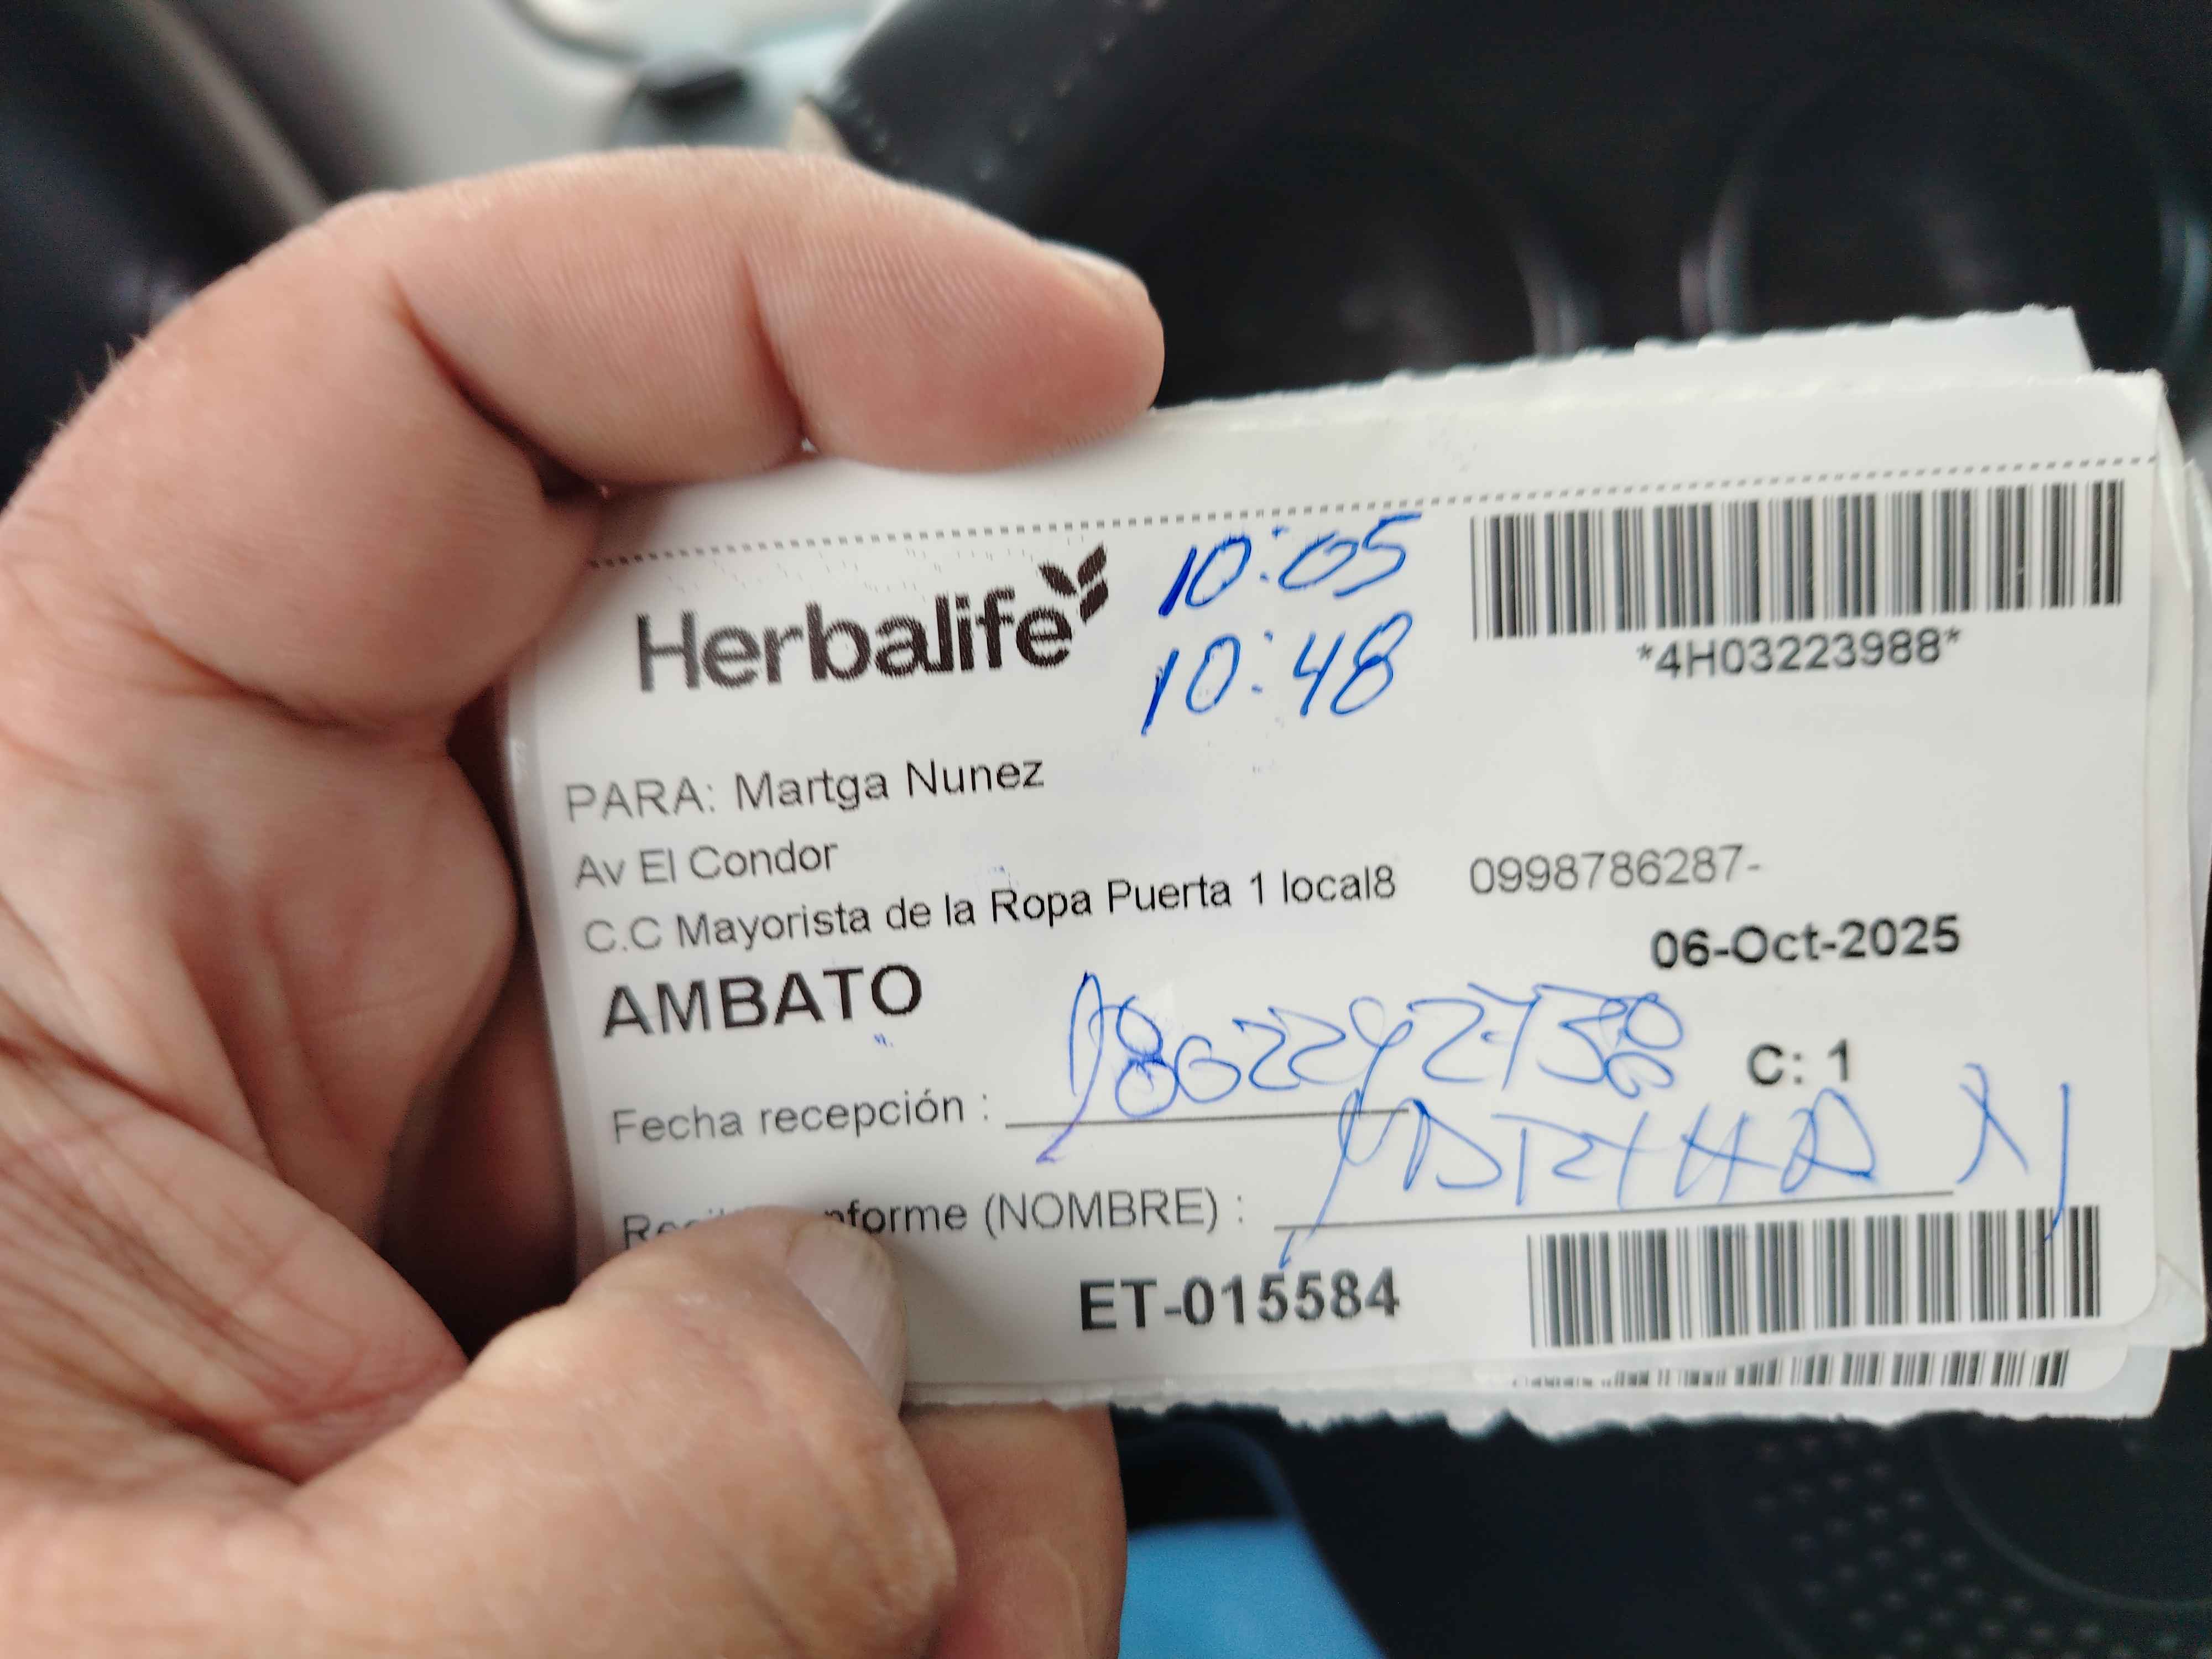 Herbalife
10:05
10:48
*4H03223988*
PARA: Martga Nunez
Av El Condor
C.C Mayorista de la Ropa Puerta 1 local8 0998786287-
06-Oct-2025
AMBATO
C: 1
Fecha recepción :
(NOMBRE) :
ET-015584